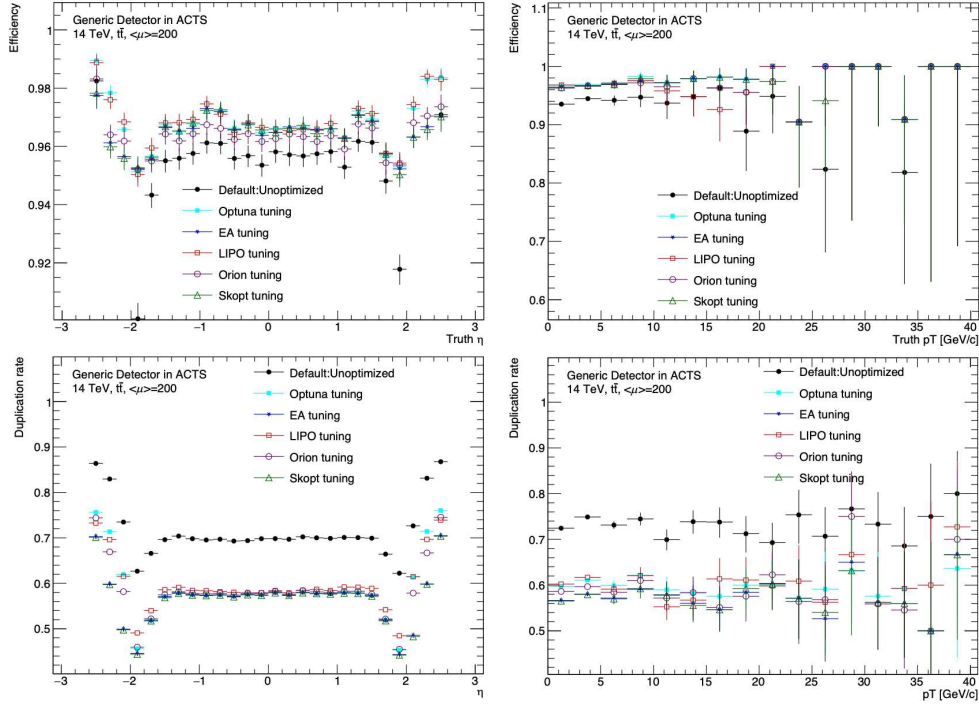 Efficiency
Generic Detector in ACTS
14 TeV, tt̄, <μ>=200
1
0.98
0.96
0.94
0.92
Default:Unoptimized
Optuna tuning
EA tuning
LIPO tuning
Orion tuning
Skopt tuning
−3 −2 −1 0 1 2 3
Truth η
Efficiency
Generic Detector in ACTS
14 TeV, tt̄, <μ>=200
1.1
1
0.9
0.8
0.7
0.6
Default:Unoptimized
Optuna tuning
EA tuning
LIPO tuning
Orion tuning
Skopt tuning
0 5 10 15 20 25 30 35 40
Truth pT [GeV/c]
Duplication rate
Generic Detector in ACTS
14 TeV, tt̄, <μ>=200
1
0.9
0.8
0.7
0.6
0.5
Default:Unoptimized
Optuna tuning
EA tuning
LIPO tuning
Orion tuning
Skopt tuning
−3 −2 −1 0 1 2 3
η
Duplication rate
Generic Detector in ACTS
14 TeV, tt̄, <μ>=200
1
0.9
0.8
0.7
0.6
0.5
Default:Unoptimized
Optuna tuning
EA tuning
LIPO tuning
Orion tuning
Skopt tuning
0 5 10 15 20 25 30 35 40
pT [GeV/c]